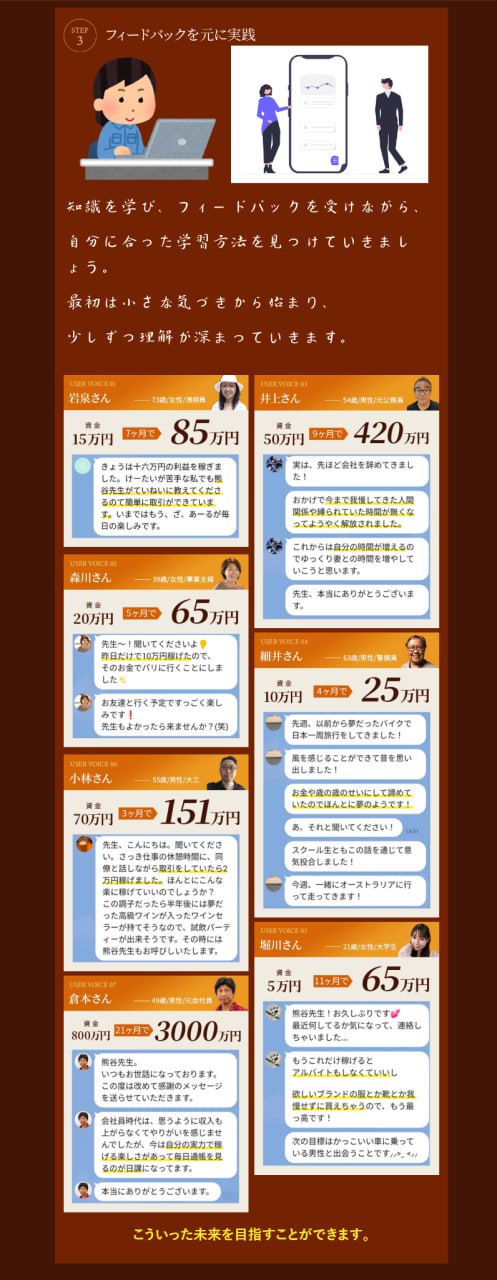 STEP
3
フィードバックを元に実践
知識を学び、フィードバックを受けながら、
自分に合った学習方法を見つけていきまし
ょう。
最初は小さな気づきから始まり、
少しずつ理解が深まっていきます。
USER VOICE 01
岩泉さん
73歳/女性/清掃員
資金
15万円
7ヶ月で
85万円
きょうは十六万円の利益を稼ぎま
した。けーたいが苦手な私でも熊
谷先生がていねいに教えてくださ
るので簡単に取引ができていま
す。いまではもう、ざ、あーるが毎
日の楽しみです。
USER VOICE 02
森川さん
39歳/女性/専業主婦
資金
20万円
5ヶ月で
65万円
先生〜！聞いてくださいよ
昨日だけで10万円稼げたので、
そのお金でパリに行くことにしま
した
お友達と行く予定ですっごく楽し
みです❗
先生もよかったら来ませんか？(笑)
USER VOICE 06
小林さん
55歳/男性/大工
資金
70万円
3ヶ月で
151万円
先生、こんにちは。聞いてくださ
い。さっき仕事の休憩時間に、同
僚と話しながら取引をしていたら2
万円稼げました。ほんとにこんな
楽に稼げていいのでしょうか？
この調子だったら半年後には夢だ
った高級ワインが入ったワインセ
ラーが持てそうなので、試飲パーテ
ィーが出来そうです。その時には
熊谷先生もお呼びしいたします。
USER VOICE 07
倉本さん
49歳/男性/元会社員
資金
800万円
21ヶ月で
3000万円
熊谷先生。
いつもお世話になっております。
この度は改めて感謝のメッセージ
を送らせていただきます。
会社員時代は、思うように収入も
上がらなくてやりがいを感じませ
んでしたが、今は自分の実力で稼
げる楽しさがあって毎日通帳を見
るのが日課になってます。
本当にありがとうございます。
USER VOICE 03
井上さん
54歳/男性/元公務員
資金
50万円
9ヶ月で
420万円
実は、先ほど会社を辞めてきまし
た！
おかげで今まで我慢してきた人間
関係や縛られていた時間が無くな
ってようやく解放されました。
これからは自分の時間が増えるの
でゆっくり妻との時間を増やして
いこうと思います。
先生、本当にありがとうございま
す。
USER VOICE 04
細井さん
63歳/男性/警備員
資金
10万円
4ヶ月で
25万円
先週、以前から夢だったバイクで
日本一周旅行をしてきました！
風を感じることができて昔を思い
出しました！
お金や歳の歳のせいにして諦めて
いたのでほんとに夢のようです！
あ、それと聞いてください！
14:31
スクール生ともこの話を通じて意
気投合しました！
今週、一緒にオーストラリアに行
って走ってきます！
USER VOICE 05
堀川さん
21歳/女性/大学生
資金
5万円
11ヶ月で
65万円
熊谷先生！お久しぶりです💕
最近何してるか気になって、連絡し
ちゃいました...
もうこれだけ稼げると
アルバイトもしなくていいし
欲しいブランドの服とか靴とか我
慢せずに買えちゃうので、もう最
っ高です！
次の目標はかっこいい車に乗って
いる男性と出会うことです⸝⸝>_<⸝⸝
こういった未来を目指すことができます。